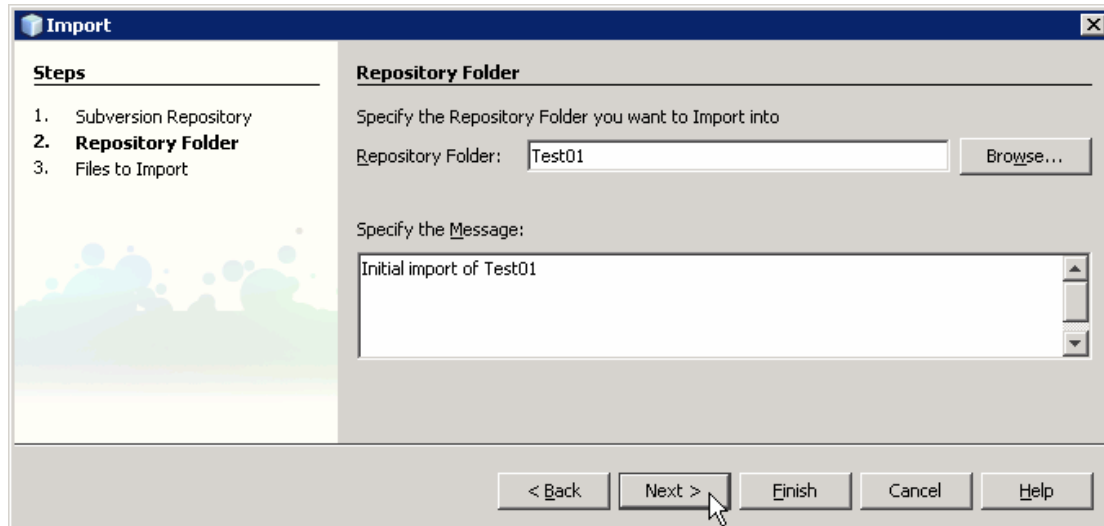 Import
Steps
1. Subversion Repository
2. Repository Folder
3. Files to Import
Repository Folder
Specify the Repository Folder you want to Import into
Repository Folder: Test01 Browse...
Specify the Message:
Initial import of Test01
< Back Next > Finish Cancel Help